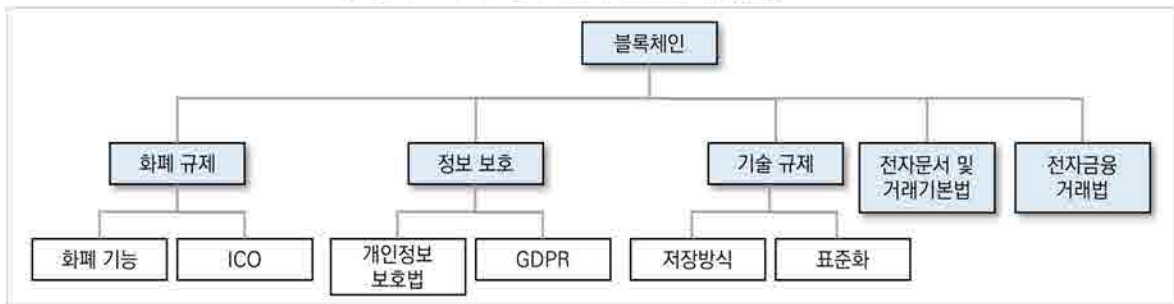 블록체인
화폐 규제
정보 보호
기술 규제
전자문서 및
거래기본법
전자금융
거래법
화폐 기능
ICO
개인정보
보호법
GDPR
저장방식
표준화